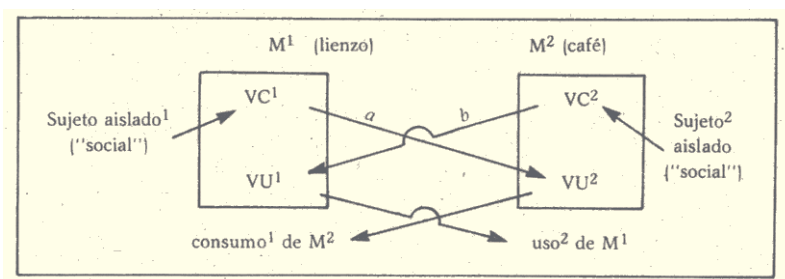 M¹ (lienzo)
M² (café)
VC¹
a
b
VC²
Sujeto aislado¹
("social")
Sujeto²
aislado
("social")
VU¹
VU²
consumo¹ de M²
uso² de M¹